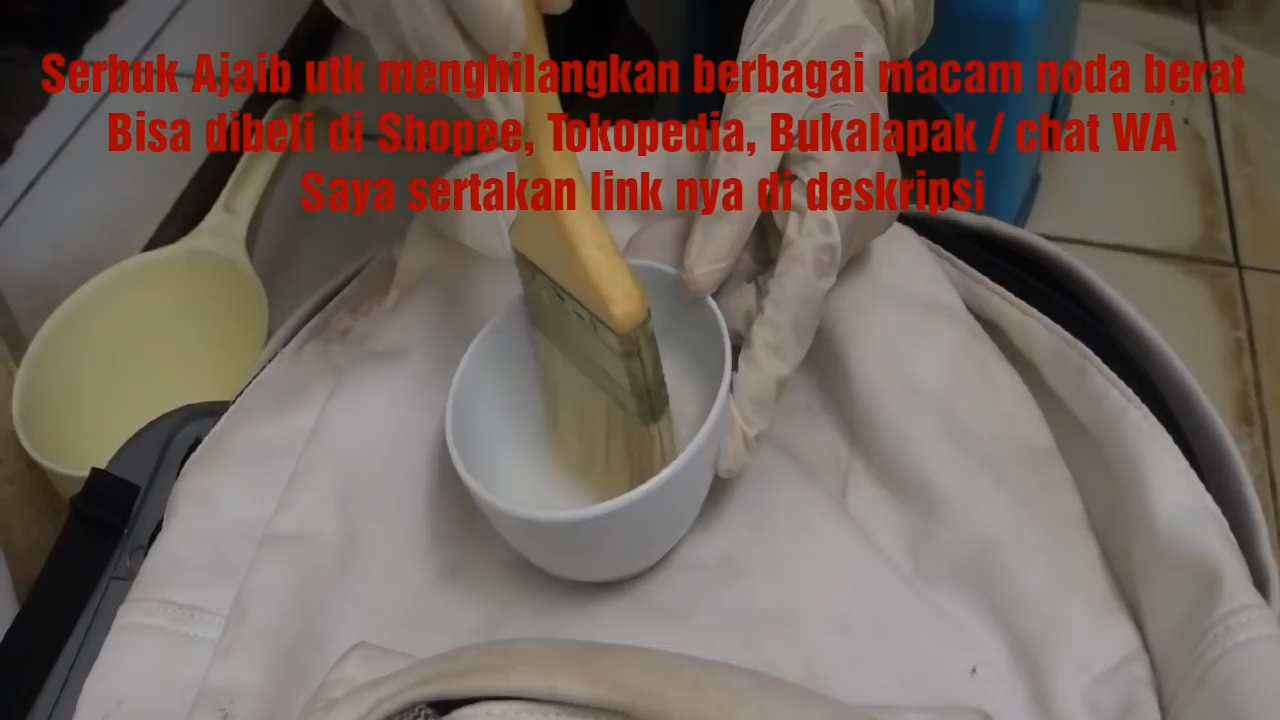 Serbuk Ajaib utk menghilangkan berbagai macam noda berat
Bisa dibeli di Shopee, Tokopedia, Bukalapak / chat WA
Saya sertakan link nya di deskripsi